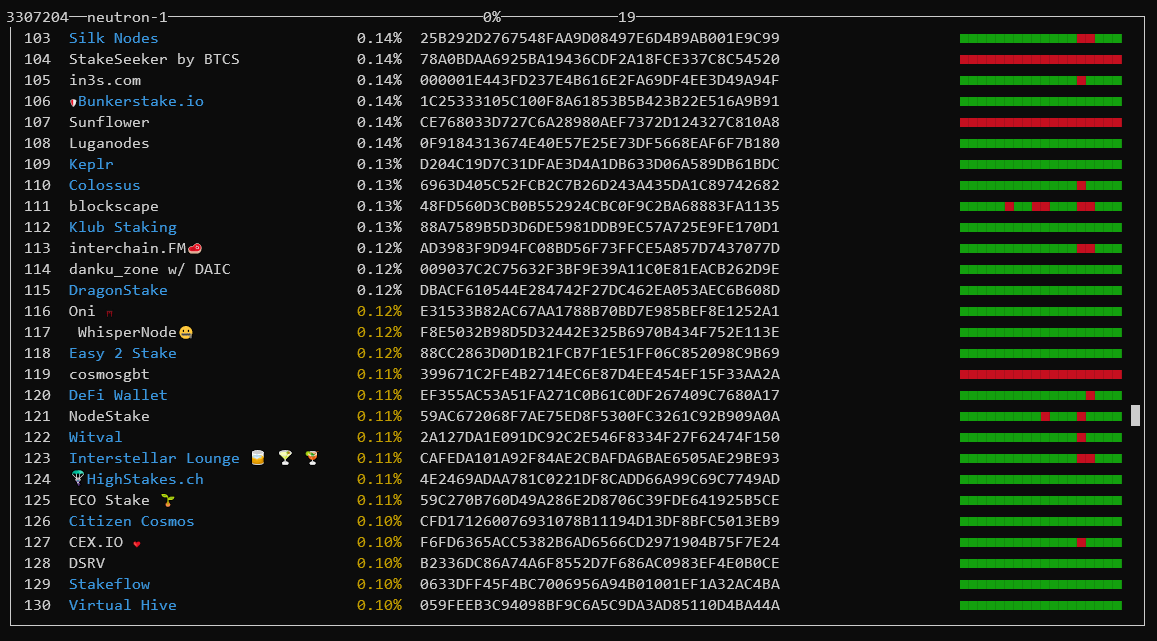 3307204 neutron-1 0% 19
103 Silk Nodes 0.14% 25B292D2767548FAA9D08497E6D4B9AB001E9C99
104 StakeSeeker by BTCS 0.14% 78A0BDAA6925BA19436CDF2A18FCE337C8C54520
105 in3s.com 0.14% 000001E443FD237E4B616E2FA69DF4EE3D49A94F
106 Bunkerstake.io 0.14% 1C25333105C100F8A61853B5B423B22E516A9B91
107 Sunflower 0.14% CE768033D727C6A28980AEF7372D124327C810A8
108 Luganodes 0.14% 0F9184313674E40E57E25E73DF5668EAF6F7B180
109 Keplr 0.13% D204C19D7C31DFAE3D4A1DB633D06A589DB61BDC
110 Colossus 0.13% 6963D405C52FCB2C7B26D243A435DA1C89742682
111 blockscape 0.13% 48FD560D3CB0B552924CBC0F9C2BA68883FA1135
112 Klub Staking 0.13% 88A7589B5D3D6DE5981DDB9EC57A725E9FE170D1
113 interchain.FM🥩 0.12% AD3983F9D94FC08BD56F73FFCE5A857D7437077D
114 danku_zone w/ DAIC 0.12% 009037C2C75632F3BF9E39A11C0E81EACB262D9E
115 DragonStake 0.12% DBACF610544E284742F27DC462EA053AEC6B608D
116 Oni 0.12% E31533B82AC67AA1788B70BD7E985BEF8E1252A1
117 WhisperNode🤐 0.12% F8E5032B98D5D32442E325B6970B434F752E113E
118 Easy 2 Stake 0.12% 88CC2863D0D1B21FCB7F1E51FF06C852098C9B69
119 cosmosgbt 0.11% 399671C2FE4B2714EC6E87D4EE454EF15F33AA2A
120 DeFi Wallet 0.11% EF355AC53A51FA271C0B61C0DF267409C7680A17
121 NodeStake 0.11% 59AC672068F7AE75ED8F5300FC3261C92B909A0A
122 Witval 0.11% 2A127DA1E091DC92C2E546F8334F27F62474F150
123 Interstellar Lounge 🥃 🍸 🍹 0.11% CAFEDA101A92F84AE2CBAFDA6BAE6505AE29BE93
124 🪂HighStakes.ch 0.11% 4E2469ADAA781C0221DF8CADD66A99C69C7749AD
125 ECO Stake 🌱 0.11% 59C270B760D49A286E2D8706C39FDE641925B5CE
126 Citizen Cosmos 0.10% CFD171260076931078B11194D13DF8BFC5013EB9
127 CEX.IO ❤ 0.10% F6FD6365ACC5382B6AD6566CD2971904B75F7E24
128 DSRV 0.10% B2336DC86A74A6F8552D7F686AC0983EF4E0B0CE
129 Stakeflow 0.10% 0633DFF45F4BC7006956A94B01001EF1A32AC4BA
130 Virtual Hive 0.10% 059FEEB3C94098BF9C6A5C9DA3AD85110D4BA44A